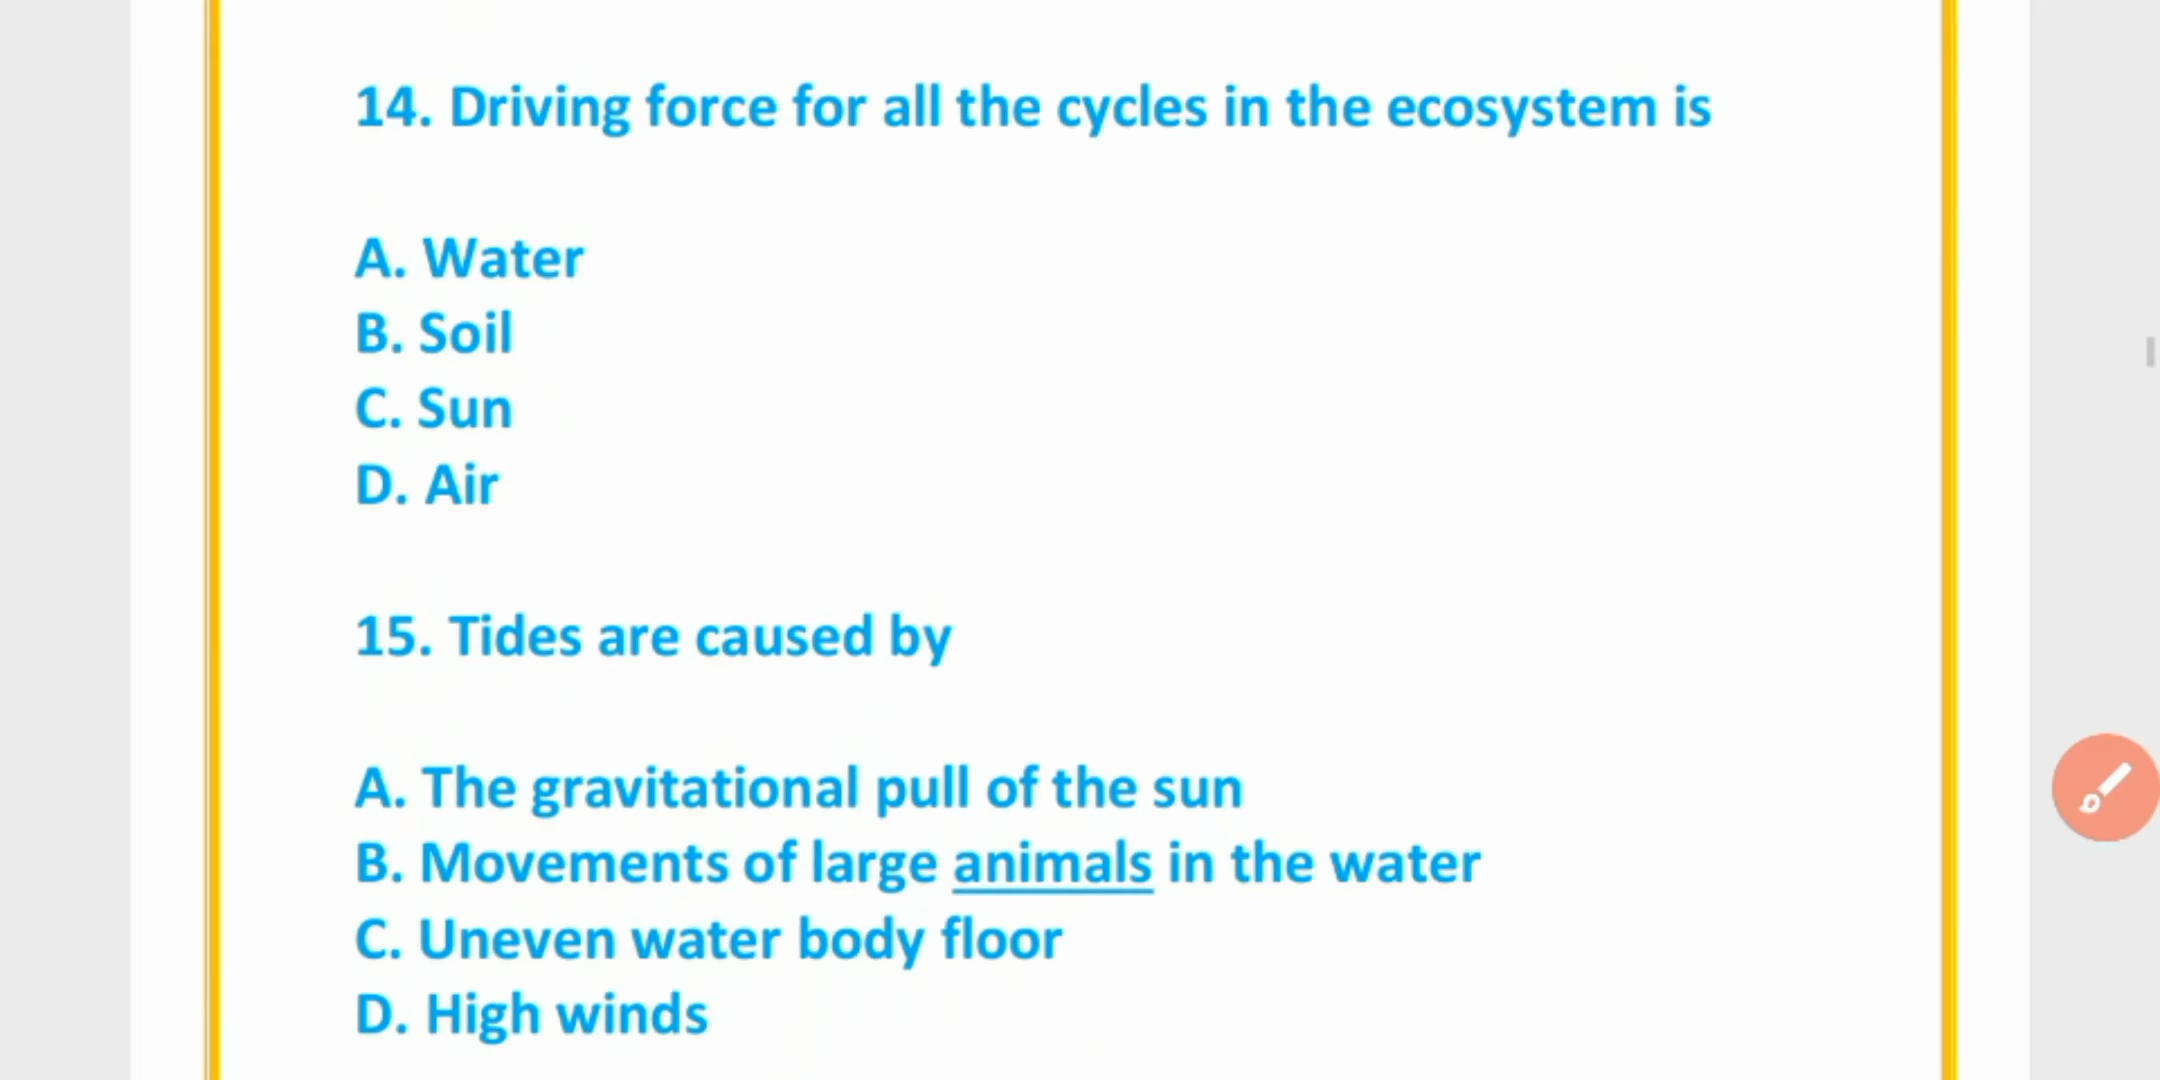 14. Driving force for all the cycles in the ecosystem is
A. Water
B. Soil
C. Sun
D. Air
15. Tides are caused by
A. The gravitational pull of the sun
B. Movements of large animals in the water
C. Uneven water body floor
D. High winds